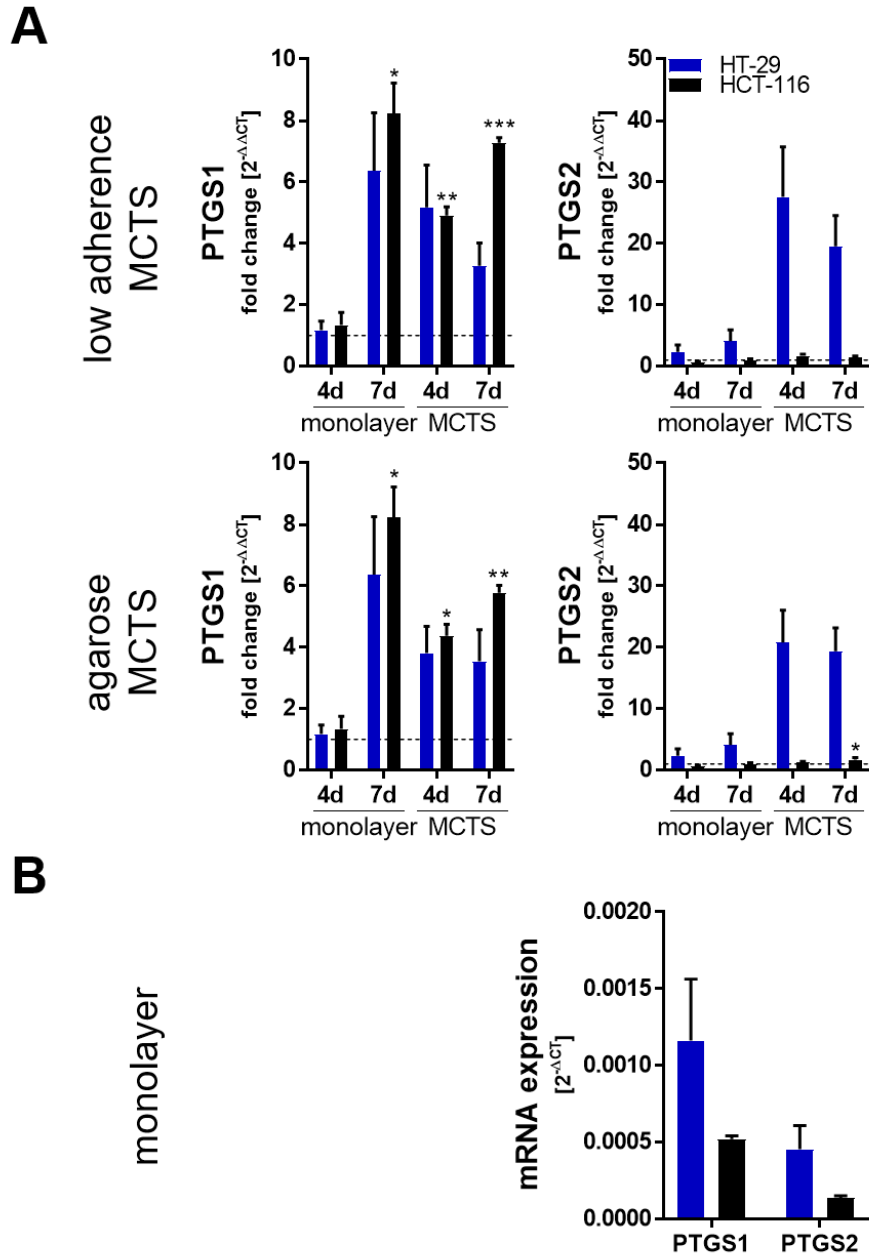 A
low adherence
MCTS
PTGS1
fold change [2-ΔΔCT]
10
8
6
4
2
0
*
**
***
4d 7d 4d 7d
monolayer MCTS
PTGS2
fold change [2-ΔΔCT]
50
40
30
20
10
0
HT-29
HCT-116
4d 7d 4d 7d
monolayer MCTS
agarose
MCTS
PTGS1
fold change [2-ΔΔCT]
10
8
6
4
2
0
*
*
**
4d 7d 4d 7d
monolayer MCTS
PTGS2
fold change [2-ΔΔCT]
50
40
30
20
10
0
*
4d 7d 4d 7d
monolayer MCTS
B
monolayer
mRNA expression
[2-ΔCT]
0.0020
0.0015
0.0010
0.0005
0.0000
PTGS1 PTGS2